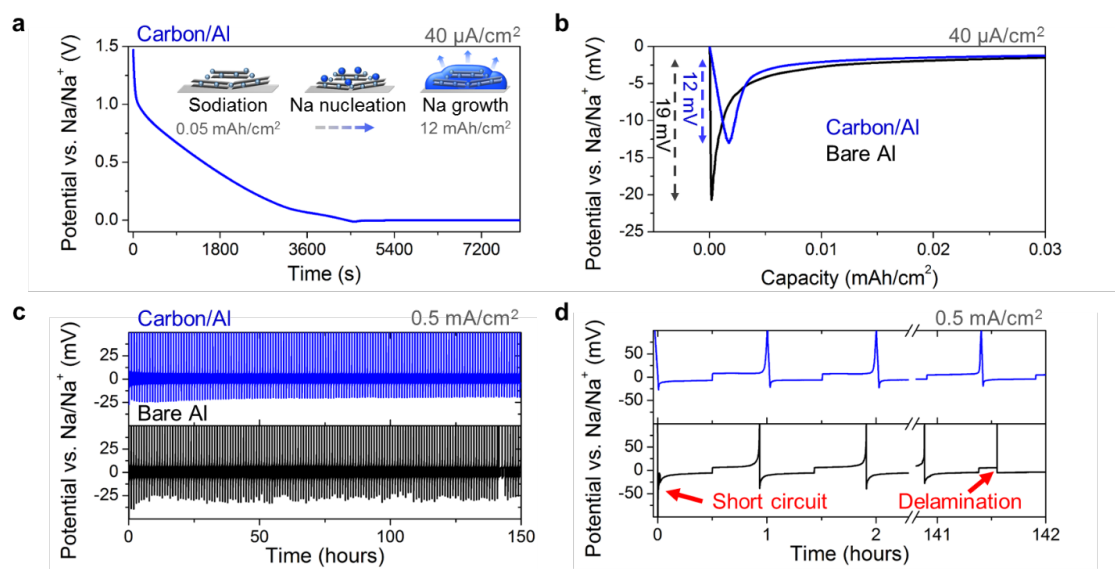 a
Carbon/Al
40 µA/cm²
Potential vs. Na/Na⁺ (V)
1.5
1.0
0.5
0.0
Sodiation
Na nucleation
Na growth
0.05 mAh/cm²
12 mAh/cm²
0
1800
3600
5400
7200
Time (s)
b
40 µA/cm²
Potential vs. Na/Na⁺ (mV)
0
-5
-10
-15
-20
-25
12 mV
19 mV
Carbon/Al
Bare Al
0.00
0.01
0.02
0.03
Capacity (mAh/cm²)
c
Carbon/Al
0.5 mA/cm²
Potential vs. Na/Na⁺ (mV)
25
0
-25
Bare Al
25
0
-25
0
50
100
150
Time (hours)
d
0.5 mA/cm²
Potential vs. Na/Na⁺ (mV)
50
0
-50
50
0
-50
Short circuit
Delamination
0
1
2
141
142
Time (hours)